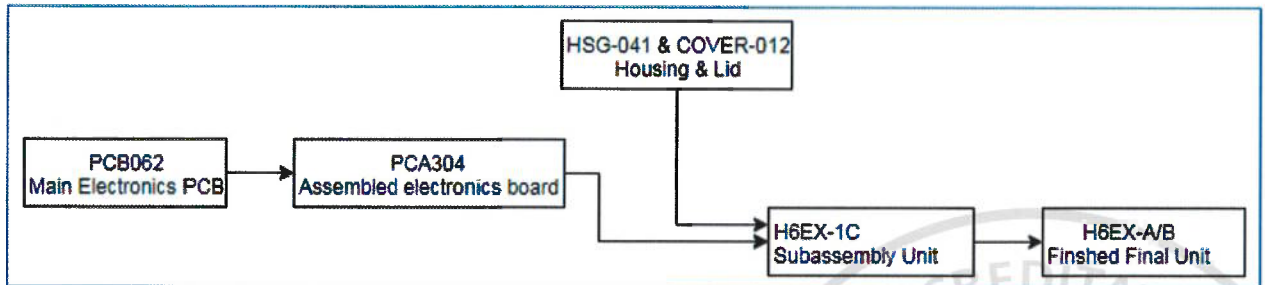 HSG-041 & COVER-012
Housing & Lid
PCB062
Main Electronics PCB
PCA304
Assembled electronics board
H6EX-1C
Subassembly Unit
H6EX-A/B
Finshed Final Unit
CREDITA